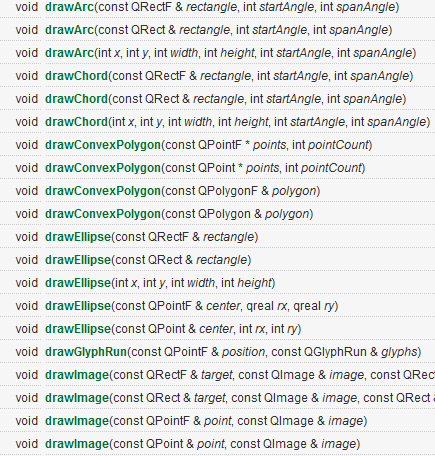 void drawArc(const QRectF & rectangle, int startAngle, int spanAngle)
void drawArc(const QRect & rectangle, int startAngle, int spanAngle)
void drawArc(int x, int y, int width, int height, int startAngle, int spanAngle)
void drawChord(const QRectF & rectangle, int startAngle, int spanAngle)
void drawChord(const QRect & rectangle, int startAngle, int spanAngle)
void drawChord(int x, int y, int width, int height, int startAngle, int spanAngle)
void drawConvexPolygon(const QPointF * points, int pointCount)
void drawConvexPolygon(const QPoint * points, int pointCount)
void drawConvexPolygon(const QPolygonF & polygon)
void drawConvexPolygon(const QPolygon & polygon)
void drawEllipse(const QRectF & rectangle)
void drawEllipse(const QRect & rectangle)
void drawEllipse(int x, int y, int width, int height)
void drawEllipse(const QPointF & center, qreal rx, qreal ry)
void drawEllipse(const QPoint & center, int rx, int ry)
void drawGlyphRun(const QPointF & position, const QGlyphRun & glyphs)
void drawImage(const QRectF & target, const QImage & image, const QRect
void drawImage(const QRect & target, const QImage & image, const QRect &
void drawImage(const QPointF & point, const QImage & image)
void drawImage(const QPoint & point, const QImage & image)